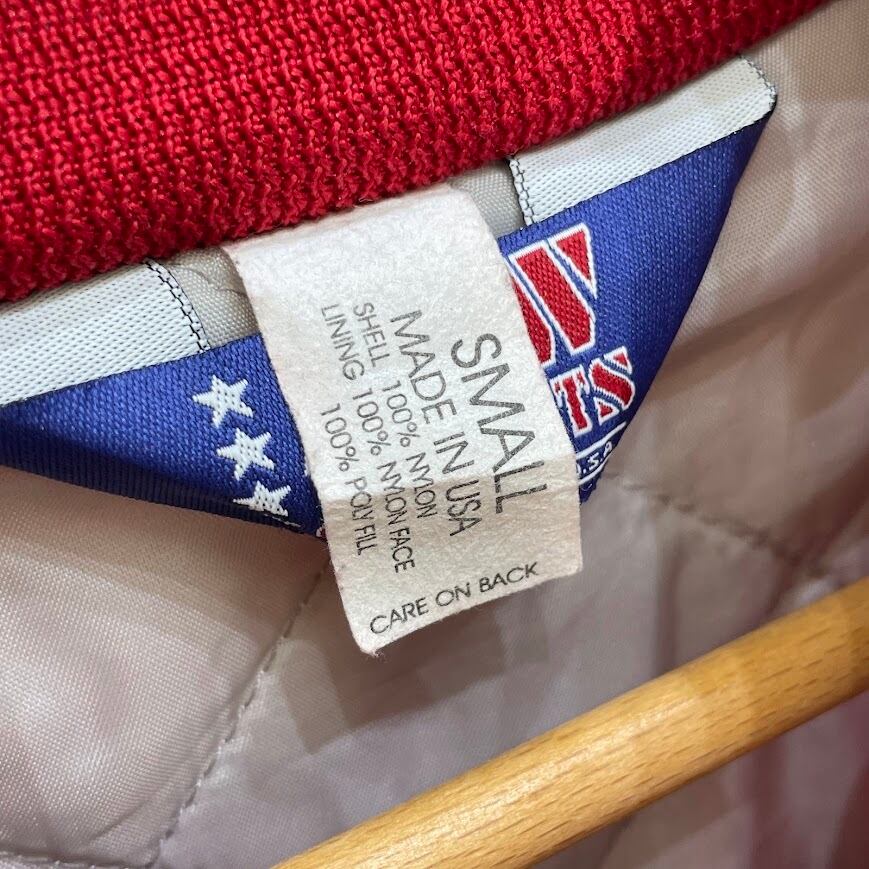 SMALL
MADE IN USA
SHELL 100% NYLON
LINING 100% NYLON FACE
100% POLY FILL
CARE ON BACK